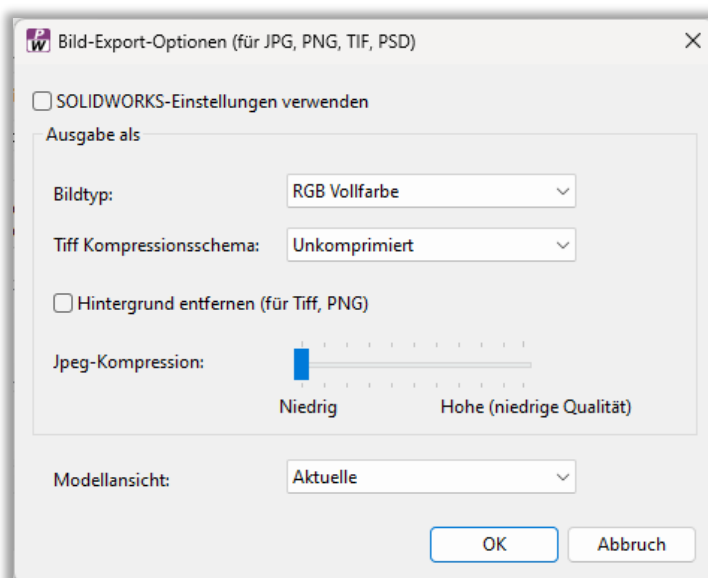 PW Bild-Export-Optionen (für JPG, PNG, TIF, PSD)
SOLIDWORKS-Einstellungen verwenden
Ausgabe als
Bildtyp: RGB Vollfarbe
Tiff Kompressionsschema: Unkomprimiert
Hintergrund entfernen (für Tiff, PNG)
Jpeg-Kompression:
Niedrig Hohe (niedrige Qualität)
Modellansicht: Aktuelle
OK Abbruch